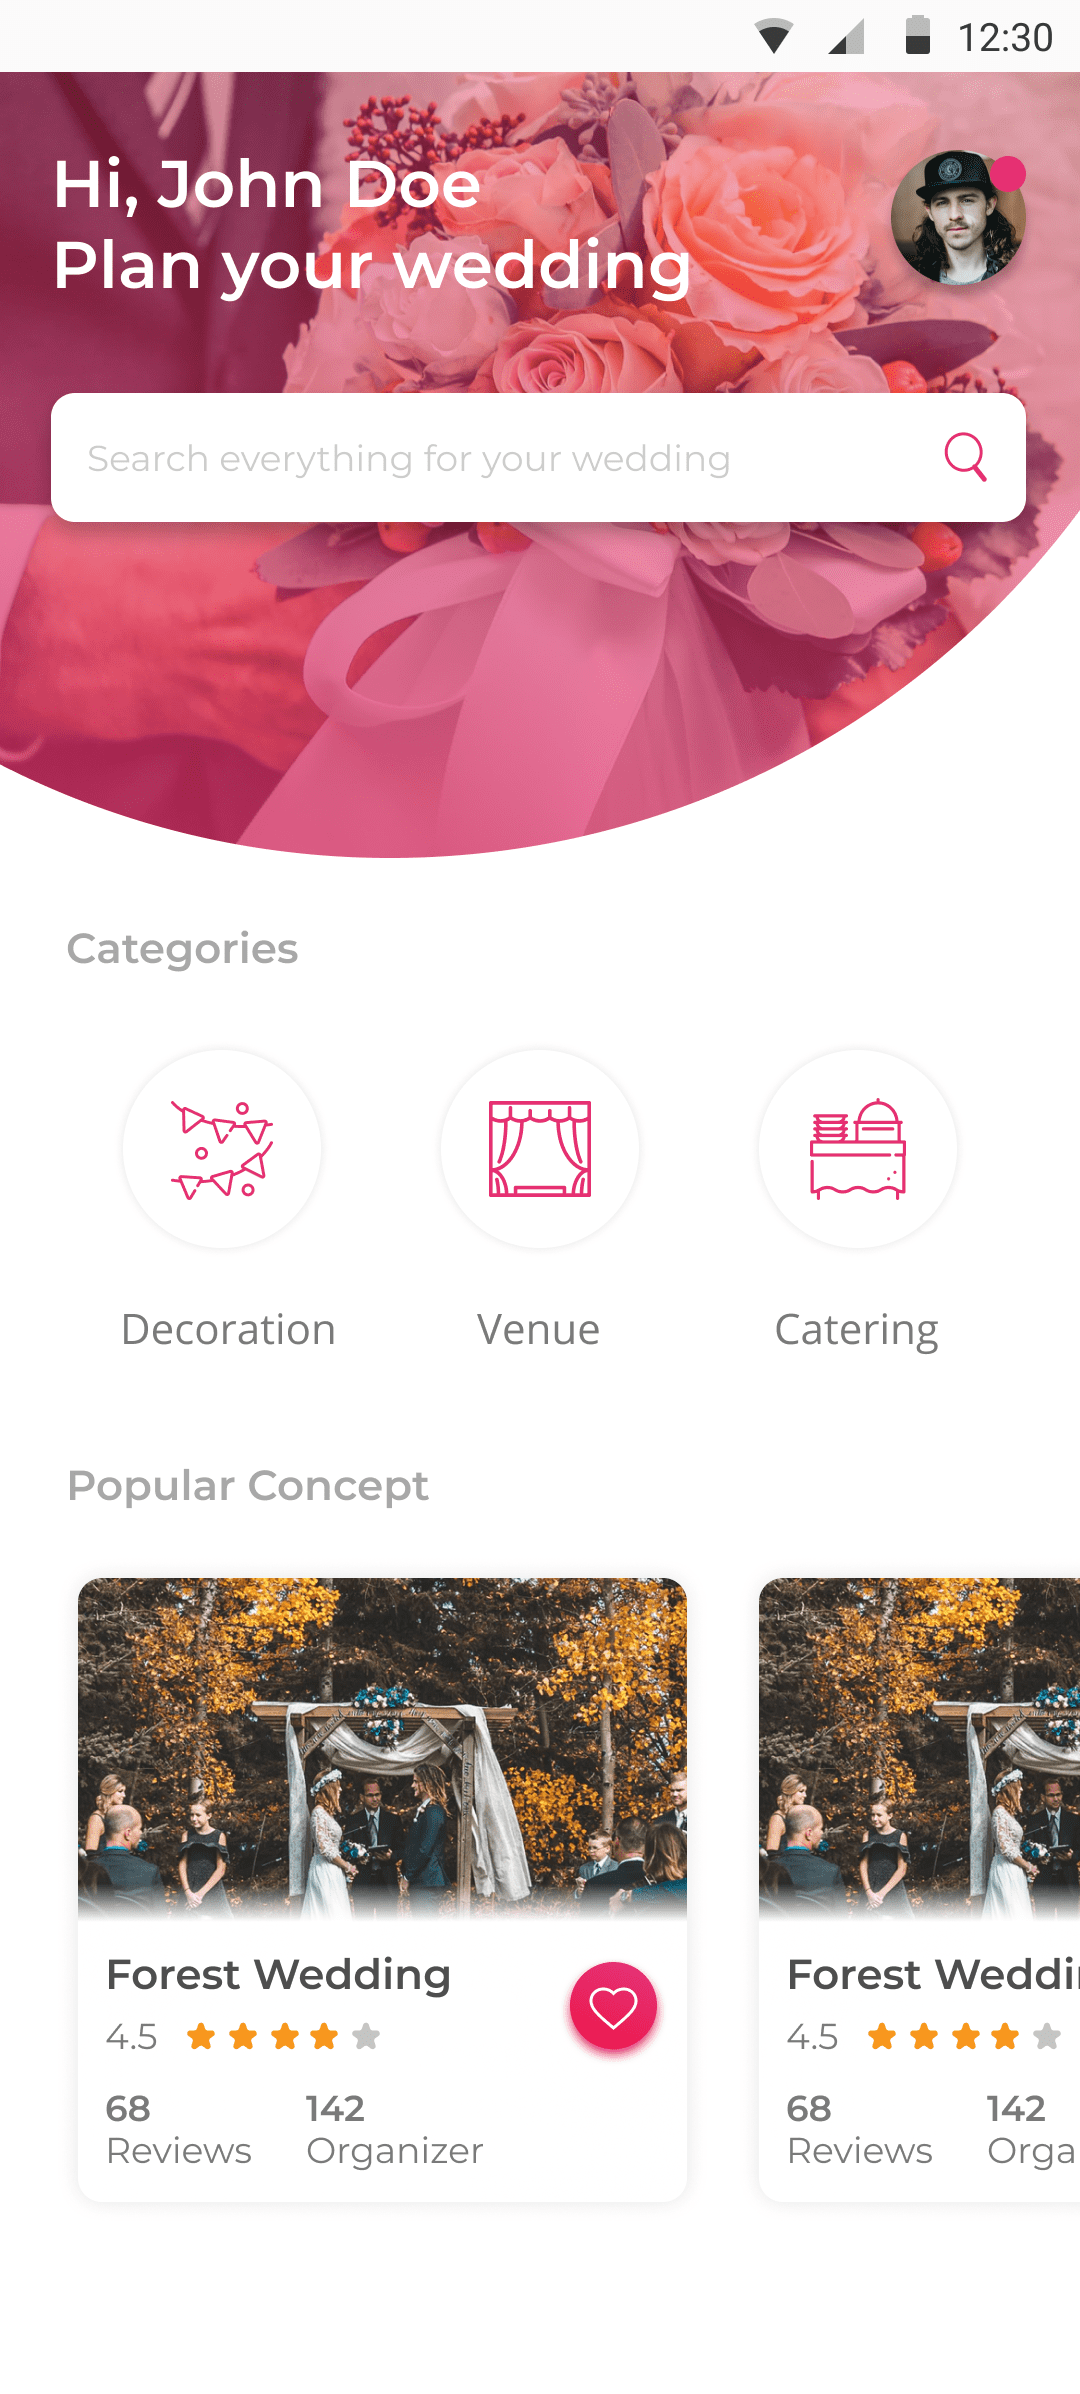 12:30
Hi, John Doe
Plan your wedding
Search everything for your wedding
Categories
Decoration
Venue
Catering
Popular Concept
Forest Wedding
4.5
68
Reviews
142
Organizer
Forest Weddi
4.5
68
Reviews
142
Orga